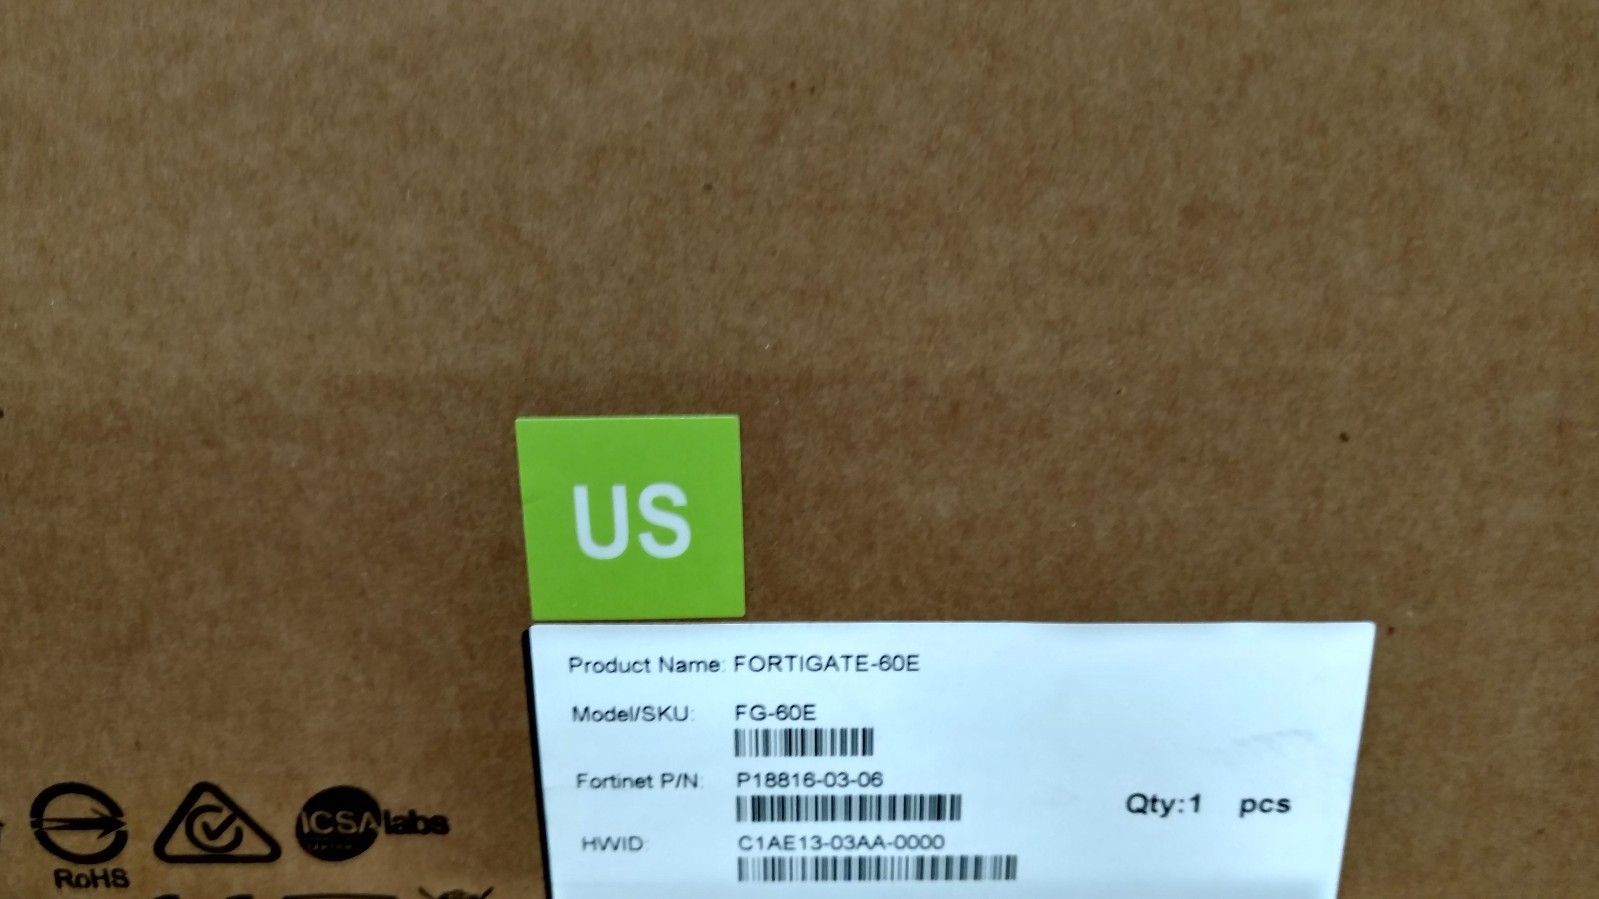 US
Product Name: FORTIGATE-60E
Model/SKU: FG-60E
Fortinet P/N: P18816-03-06
Qty:1 pcs
HWID: C1AE13-03AA-0000
ICSA labs
RoHS